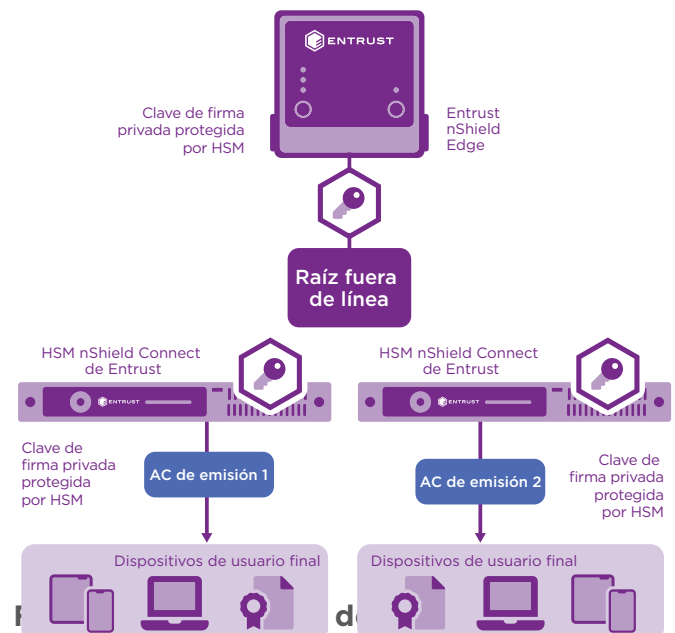 ENTRUST
Clave de firma
privada protegida
por HSM
Entrust
nShield
Edge
Raíz fuera
de línea
HSM nShield Connect
de Entrust
ENTRUST
Clave de
firma privada
protegida
por HSM
AC de emisión 1
Dispositivos de usuario final
HSM nShield Connect
de Entrust
ENTRUST
AC de emisión 2
Clave de
firma privada
protegida
por HSM
Dispositivos de usuario final